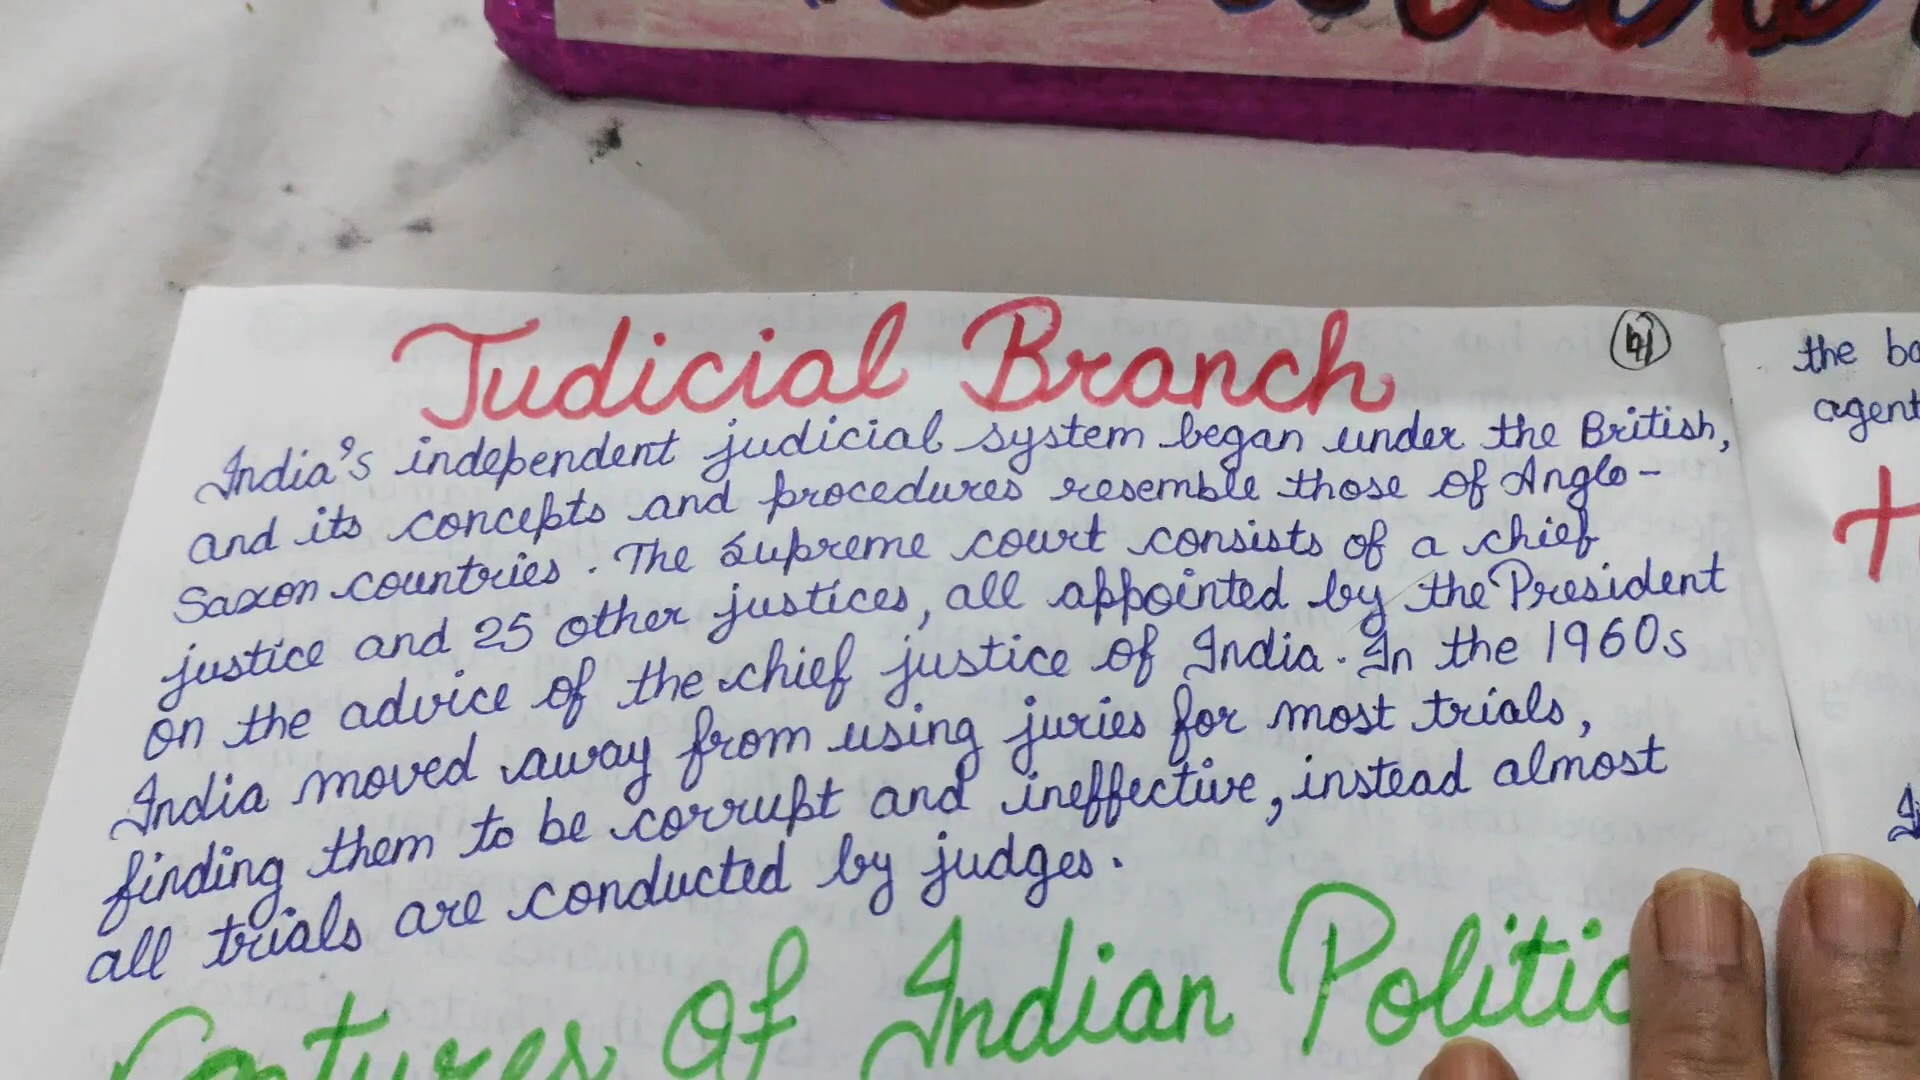 Judicial Branch
4
India's independent judicial system began under the British,
and its concepts and procedures resemble those of Anglo-
Saxon countries. The Supreme court consists of a chief
justice and 25 other justices, all appointed by the President
on the advice of the chief justice of India. In the 1960s
India moved away from using juries for most trials,
finding them to be corrupt and ineffective, instead almost
all trials are conducted by judges.
Of Indian
the